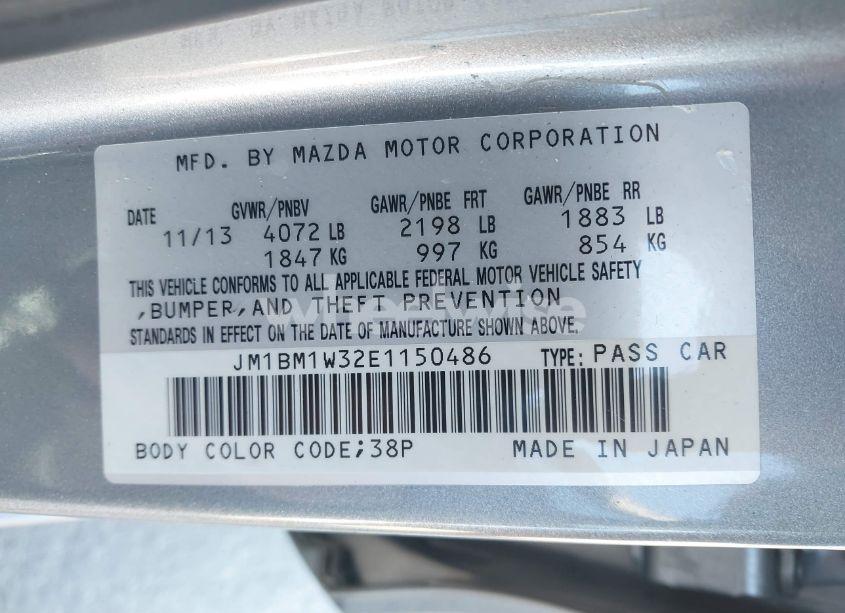 MFD. BY MAZDA MOTOR CORPORATION
DATE GVWR/PNBV GAWR/PNBE FRT GAWR/PNBE RR
11/13 4072 LB 2198 LB 1883 LB
1847 KG 997 KG 854 KG
THIS VEHICLE CONFORMS TO ALL APPLICABLE FEDERAL MOTOR VEHICLE SAFETY
,BUMPER,AND THEFT PREVENTION
STANDARDS IN EFFECT ON THE DATE OF MANUFACTURE SHOWN ABOVE.
JM1BM1W32E1150486 TYPE: PASS CAR
BODY COLOR CODE;38P MADE IN JAPAN